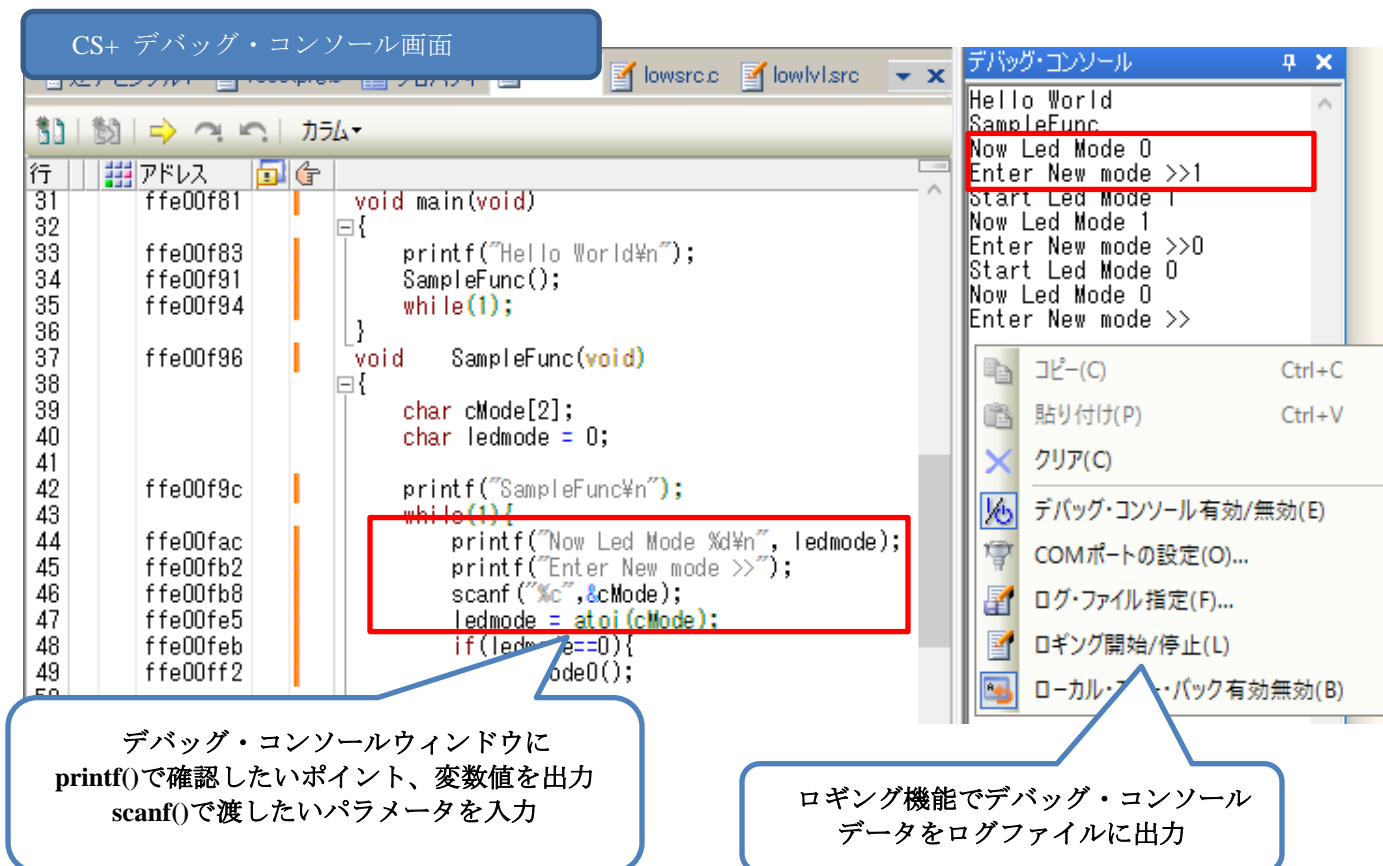 CS+ デバッグ・コンソール画面
lowsrc.c lowlvl.src
カラム
行 アドレス
31 ffe00f81 void main(void)
32 {
33 ffe00f83 printf("Hello World¥n");
34 ffe00f91 SampleFunc();
35 ffe00f94 while(1);
36 }
37 ffe00f96 void SampleFunc(void)
38 {
39 char cMode[2];
40 char ledmode = 0;
41
42 ffe00f9c printf("SampleFunc¥n");
43 while(1){
44 ffe00fac printf("Now Led Mode %d¥n", ledmode);
45 ffe00fb2 printf("Enter New mode >>");
46 ffe00fb8 scanf("%c",&cMode);
47 ffe00fe5 ledmode = atoi(cMode);
48 ffe00feb if(ledmode==0){
49 ffe00ff2 ode0();
デバッグ・コンソールウィンドウに
printf()で確認したいポイント、変数値を出力
scanf()で渡したいパラメータを入力
デバッグ・コンソール
Hello World
SampleFunc
Now Led Mode 0
Enter New mode >>1
Start Led Mode 1
Now Led Mode 1
Enter New mode >>0
Start Led Mode 0
Now Led Mode 0
Enter New mode >>
コピー(C) Ctrl+C
貼り付け(P) Ctrl+V
クリア(C)
デバッグ・コンソール有効/無効(E)
COMポートの設定(O)...
ログ・ファイル指定(F)...
ロギング開始/停止(L)
ローカル・ ・バック有効無効(B)
ロギング機能でデバッグ・コンソール
データをログファイルに出力